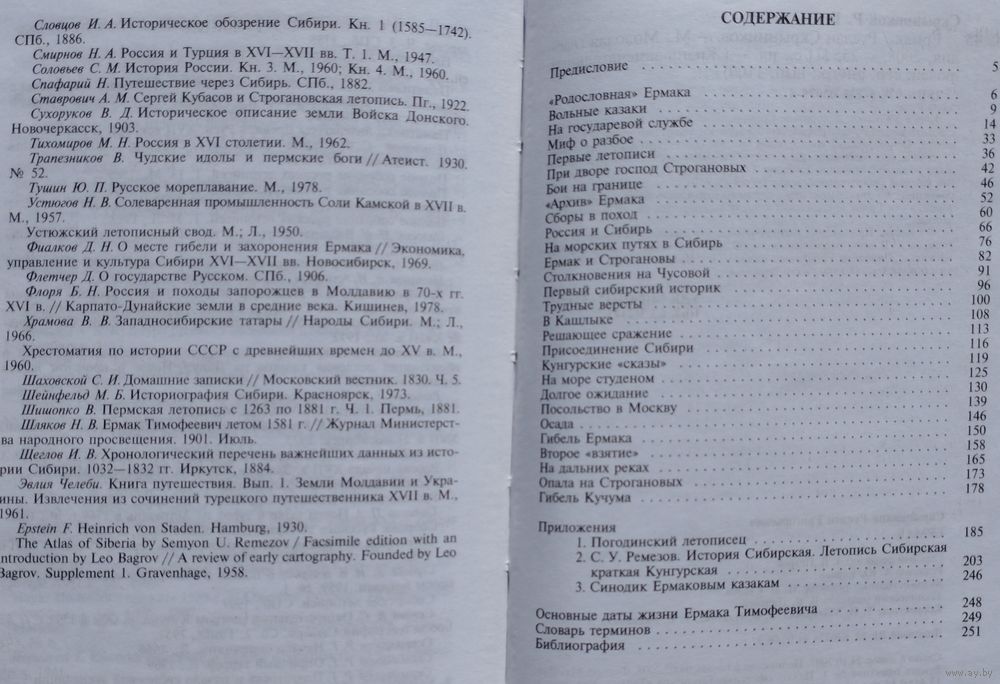 Словцов И. А. Историческое обозрение Сибири. Кн. 1 (1585—1742).
СПб., 1886.
Смирнов Н. А. Россия и Турция в XVI—XVII вв. Т. 1. М., 1947.
Соловьев С. М. История России. Кн. 3. М., 1960; Кн. 4. М., 1960.
Спафарий Н. Путешествие через Сибирь. СПб., 1882.
Ставрович А. М. Сергей Кубасов и Строгановская летопись. Пг., 1922.
Сухоруков В. Д. Историческое описание земли Войска Донского.
Новочеркасск, 1903.
Тихомиров М. Н. Россия в XVI столетии. М., 1962.
Трапезников В. Чудские идолы и пермские боги // Атеист. 1930.
№ 52.
Тушин Ю. П. Русское мореплавание. М., 1978.
Устюгов Н. В. Солеваренная промышленность Соли Камской в XVII в.
М., 1957.
Устюжский летописный свод. М.; Л., 1950.
Фиалков Д. Н. О месте гибели и захоронения Ермака // Экономика,
управление и культура Сибири XVI—XVII вв. Новосибирск, 1969.
Флетчер Д. О государстве Русском. СПб., 1906.
Флоря Б. Н. Россия и походы запорожцев в Молдавию в 70-х гг.
XVI в. // Карпато-Дунайские земли в средние века. Кишинев, 1978.
Храмова В. В. Западносибирские татары // Народы Сибири. М.; Л.,
1966.
Хрестоматия по истории СССР с древнейших времен до XV в. М.,
1960.
Шаховской С. И. Домашние записки // Московский вестник. 1830. Ч. 5.
Шейнфельд М. Б. Историография Сибири. Красноярск, 1973.
Шишонко В. Пермская летопись с 1263 по 1881 г. Ч. 1. Пермь, 1881.
Шляков Н. В. Ермак Тимофеевич летом 1581 г. // Журнал Министерст-
ва народного просвещения. 1901. Июль.
Щеглов И. В. Хронологический перечень важнейших данных из исто-
рии Сибири. 1032—1832 гг. Иркутск, 1884.
Эвлия Челеби. Книга путешествия. Вып. 1. Земли Молдавии и Укра-
ины. Извлечения из сочинений турецкого путешественника XVII в. М.,
1961.
Epstein F. Heinrich von Staden. Hamburg, 1930.
The Atlas of Siberia by Semyon U. Remezov / Facsimile edition with an
introduction by Leo Bagrov // A review of early cartography. Founded by Leo
Bagrov. Supplement 1. Gravenhage, 1958.
СОДЕРЖАНИЕ
Предисловие 5
«Родословная» Ермака 6
Вольные казаки 9
На государевой службе 14
Миф о разбое 33
Первые летописи 36
При дворе господ Строгановых 42
Бои на границе 46
«Архив» Ермака 52
Сборы в поход 60
Россия и Сибирь 66
На морских путях в Сибирь 76
Ермак и Строгановы 82
Столкновения на Чусовой 91
Первый сибирский историк 96
Трудные версты 100
В Кашлыке 108
Решающее сражение 113
Присоединение Сибири 116
Кунгурские «сказы» 119
На море студеном 125
Долгое ожидание 130
Посольство в Москву 139
Осада 146
Гибель Ермака 150
Второе «взятие» 158
На дальних реках 165
Опала на Строгановых 173
Гибель Кучума 178
Приложения
1. Погодинский летописец 185
2. С. У. Ремезов. История Сибирская. Летопись Сибирская
краткая Кунгурская 203
3. Синодик Ермаковым казакам 246
Основные даты жизни Ермака Тимофеевича 248
Словарь терминов 249
Библиография 251
www.ay.by